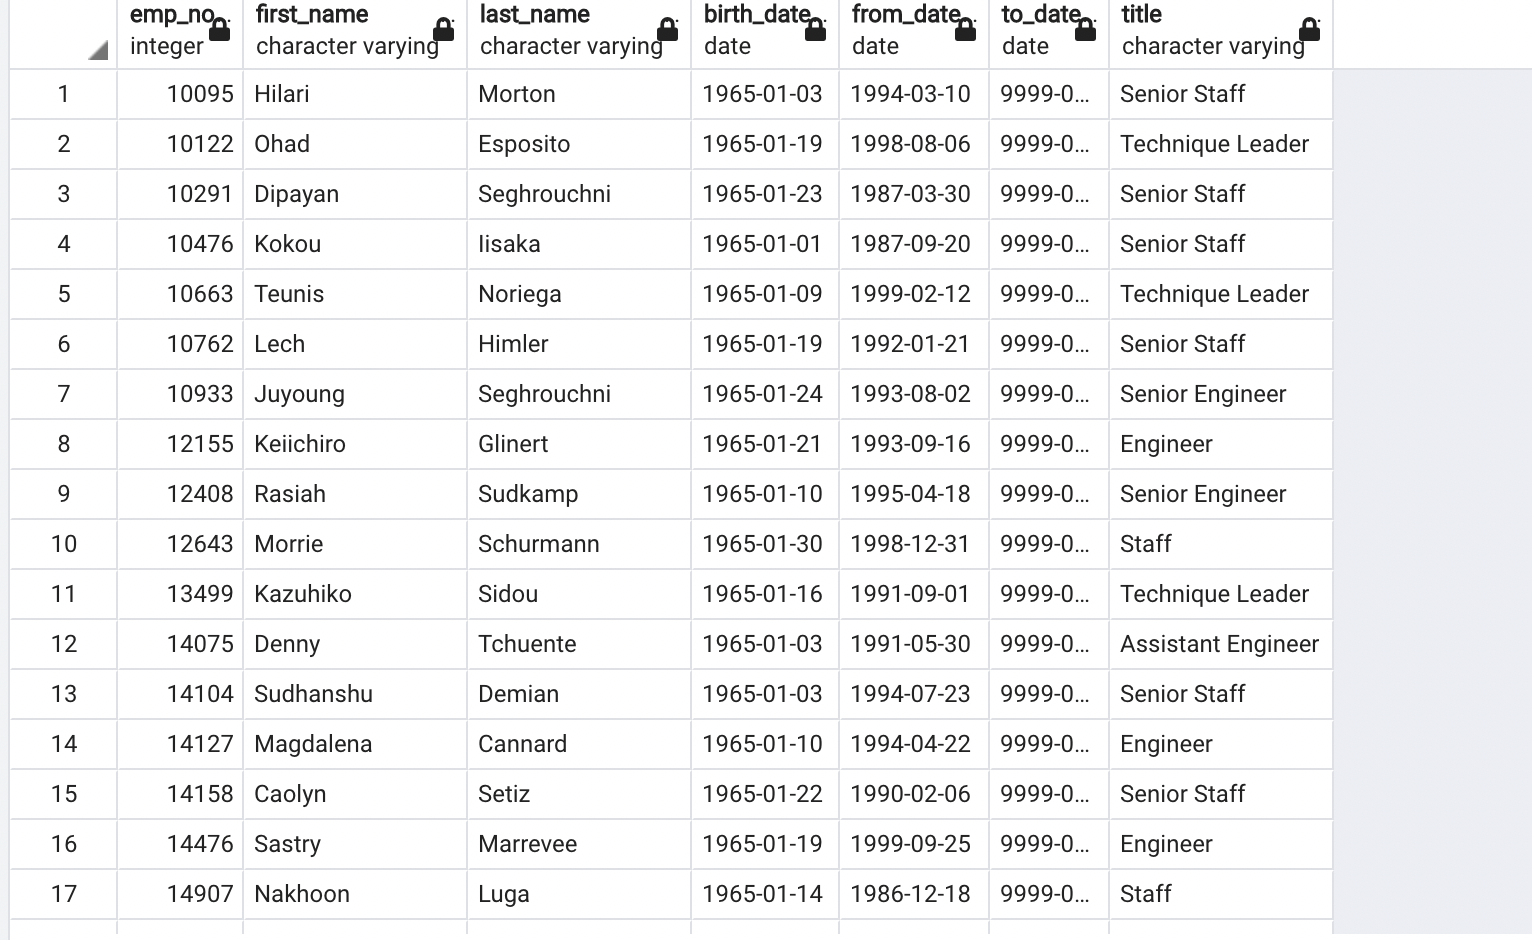 emp_no. first_name. last_name. birth_date. from_date. to_date. title
integer character varying character varying date date date character varying
1 10095 Hilari Morton 1965-01-03 1994-03-10 9999-0... Senior Staff
2 10122 Ohad Esposito 1965-01-19 1998-08-06 9999-0... Technique Leader
3 10291 Dipayan Seghrouchni 1965-01-23 1987-03-30 9999-0... Senior Staff
4 10476 Kokou Iisaka 1965-01-01 1987-09-20 9999-0... Senior Staff
5 10663 Teunis Noriega 1965-01-09 1999-02-12 9999-0... Technique Leader
6 10762 Lech Himler 1965-01-19 1992-01-21 9999-0... Senior Staff
7 10933 Juyoung Seghrouchni 1965-01-24 1993-08-02 9999-0... Senior Engineer
8 12155 Keiichiro Glinert 1965-01-21 1993-09-16 9999-0... Engineer
9 12408 Rasiah Sudkamp 1965-01-10 1995-04-18 9999-0... Senior Engineer
10 12643 Morrie Schurmann 1965-01-30 1998-12-31 9999-0... Staff
11 13499 Kazuhiko Sidou 1965-01-16 1991-09-01 9999-0... Technique Leader
12 14075 Denny Tchuente 1965-01-03 1991-05-30 9999-0... Assistant Engineer
13 14104 Sudhanshu Demian 1965-01-03 1994-07-23 9999-0... Senior Staff
14 14127 Magdalena Cannard 1965-01-10 1994-04-22 9999-0... Engineer
15 14158 Caolyn Setiz 1965-01-22 1990-02-06 9999-0... Senior Staff
16 14476 Sastry Marrevee 1965-01-19 1999-09-25 9999-0... Engineer
17 14907 Nakhoon Luga 1965-01-14 1986-12-18 9999-0... Staff